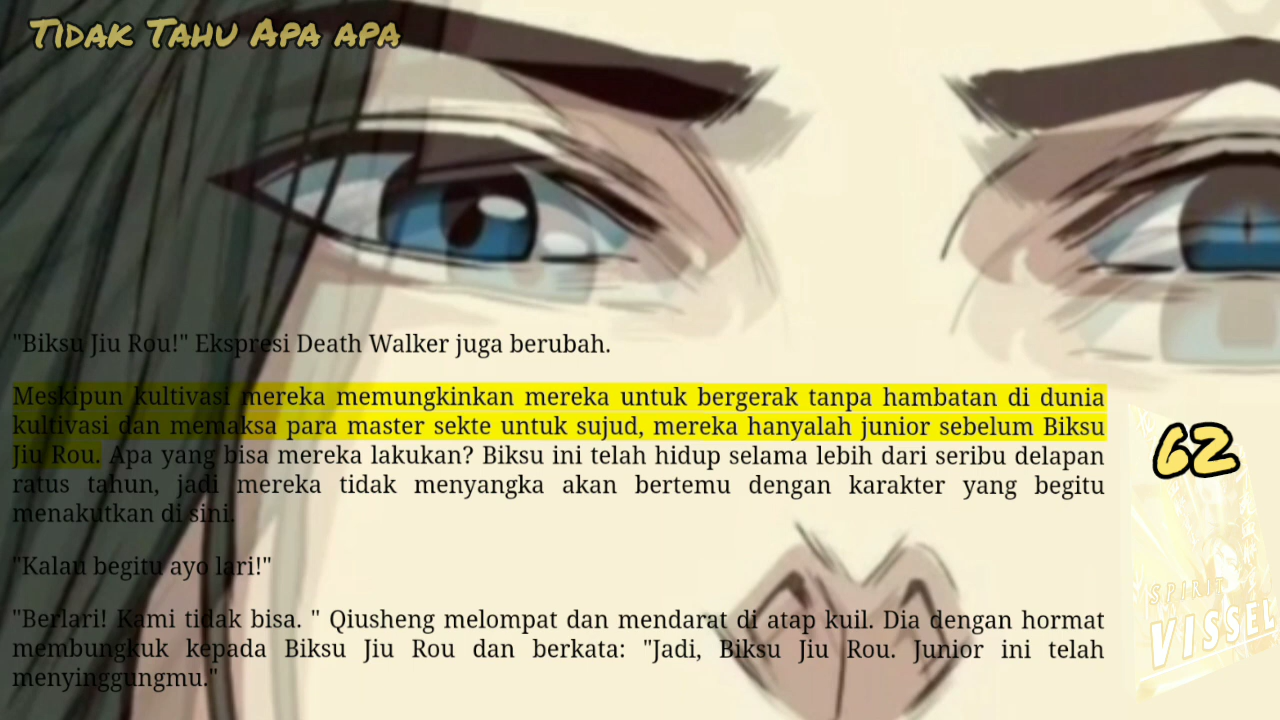 Tidak Tahu Apa apa
"Biksu Jiu Rou!" Ekspresi Death Walker juga berubah.
Meskipun kultivasi mereka memungkinkan mereka untuk bergerak tanpa hambatan di dunia
kultivasi dan memaksa para master sekte untuk sujud, mereka hanyalah junior sebelum Biksu
Jiu Rou. Apa yang bisa mereka lakukan? Biksu ini telah hidup selama lebih dari seribu delapan
ratus tahun, jadi mereka tidak menyangka akan bertemu dengan karakter yang begitu
menakutkan di sini.
"Kalau begitu ayo lari!"
"Berlari! Kami tidak bisa. " Qiusheng melompat dan mendarat di atap kuil. Dia dengan hormat
membungkuk kepada Biksu Jiu Rou dan berkata: "Jadi, Biksu Jiu Rou. Junior ini telah
menyinggungmu."
62
SPIRIT
VISSEL